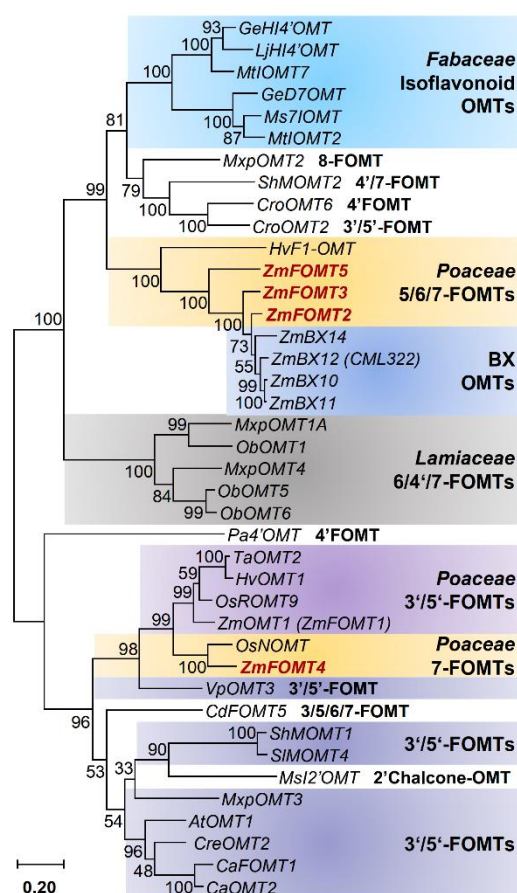 93
GeHI4'OMT
100
LjHI4'OMT
MtIOMT7
100
GeD7OMT
100
Ms7IOMT
87
MtIOMT2
Fabaceae
Isoflavonoid
OMTs
81
MxpOMT2 8-FOMT
79
ShMOMT2 4'/7-FOMT
100
CroOMT6 4'FOMT
100
CroOMT2 3'/5'-FOMT
99
HvF1-OMT
100
ZmFOMT5
100
ZmFOMT3
100
ZmFOMT2
Poaceae
5/6/7-FOMTs
73
ZmBX14
55
ZmBX12 (CML322)
99
ZmBX10
100
ZmBX11
BX
OMTs
100
99
MxpOMT1A
ObOMT1
100
MxpOMT4
84
ObOMT5
99
ObOMT6
Lamiaceae
6/4‘/7-FOMTs
Pa4'OMT 4'FOMT
100
TaOMT2
59
HvOMT1
99
OsROMT9
ZmOMT1 (ZmFOMT1)
Poaceae
3‘/5‘-FOMTs
99
OsNOMT
100
ZmFOMT4
Poaceae
7-FOMTs
98
VpOMT3 3'/5'-FOMT
96
CdFOMT5 3/5/6/7-FOMT
53
100
ShMOMT1
SlMOMT4
3‘/5‘-FOMTs
90
33
MsI2'OMT 2'Chalcone-OMT
MxpOMT3
54
AtOMT1
96
CreOMT2
48
CaFOMT1
100
CaOMT2
3‘/5‘-FOMTs
0.20